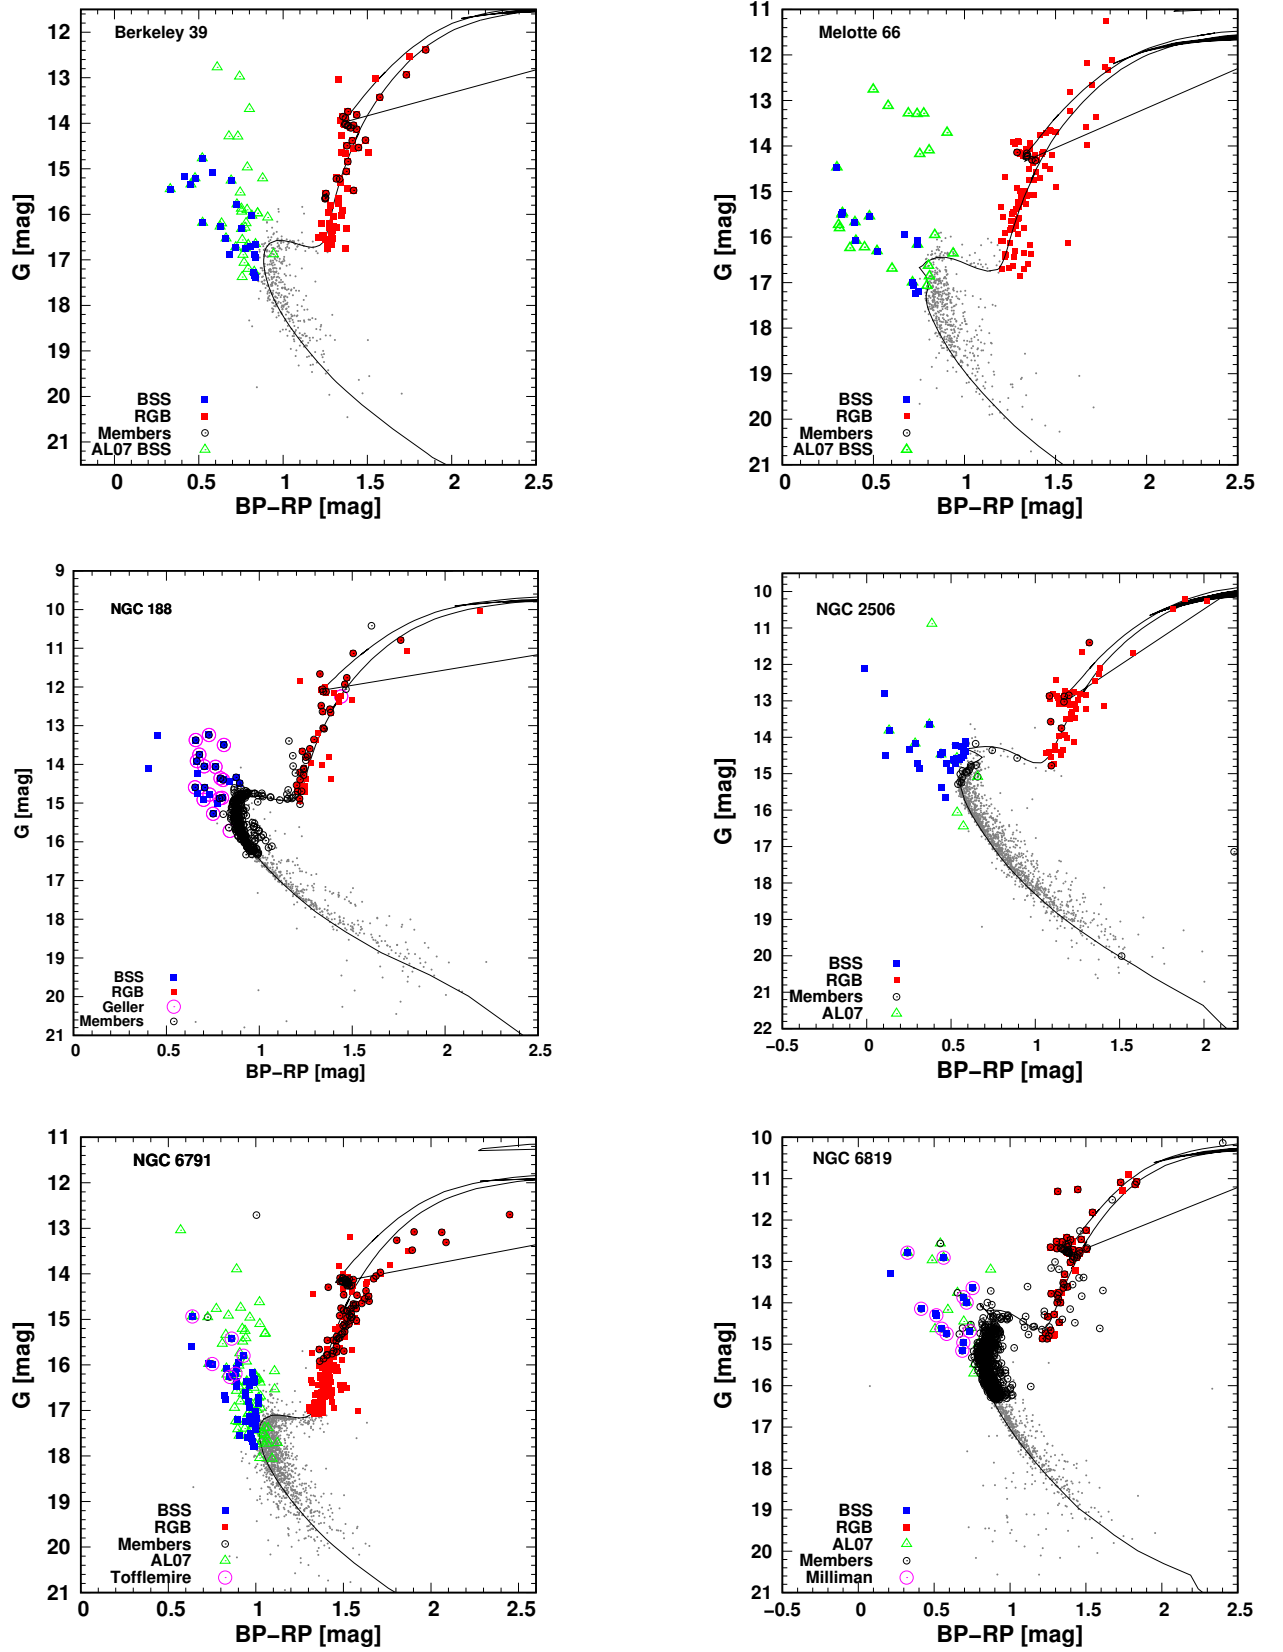 Berkeley 39
12
13
14
15
16
17
18
19
20
21
G [mag]
BSS
RGB
Members
AL07 BSS
0
0.5
1
1.5
2
2.5
BP−RP [mag]
Melotte 66
11
12
13
14
15
16
17
18
19
20
21
G [mag]
BSS
RGB
Members
AL07 BSS
0
0.5
1
1.5
2
2.5
BP−RP [mag]
NGC 188
9
10
11
12
13
14
15
16
17
18
19
20
21
G [mag]
BSS
RGB
Geller
Members
0
0.5
1
1.5
2
2.5
BP−RP [mag]
NGC 2506
10
11
12
13
14
15
16
17
18
19
20
21
22
G [mag]
BSS
RGB
Members
AL07
−0.5
0
0.5
1
1.5
2
BP−RP [mag]
NGC 6791
11
12
13
14
15
16
17
18
19
20
21
G [mag]
BSS
RGB
Members
AL07
Tofflemire
0
0.5
1
1.5
2
2.5
BP−RP [mag]
NGC 6819
10
11
12
13
14
15
16
17
18
19
20
21
G [mag]
BSS
RGB
AL07
Members
Milliman
−0.5
0
0.5
1
1.5
2
2.5
BP−RP [mag]